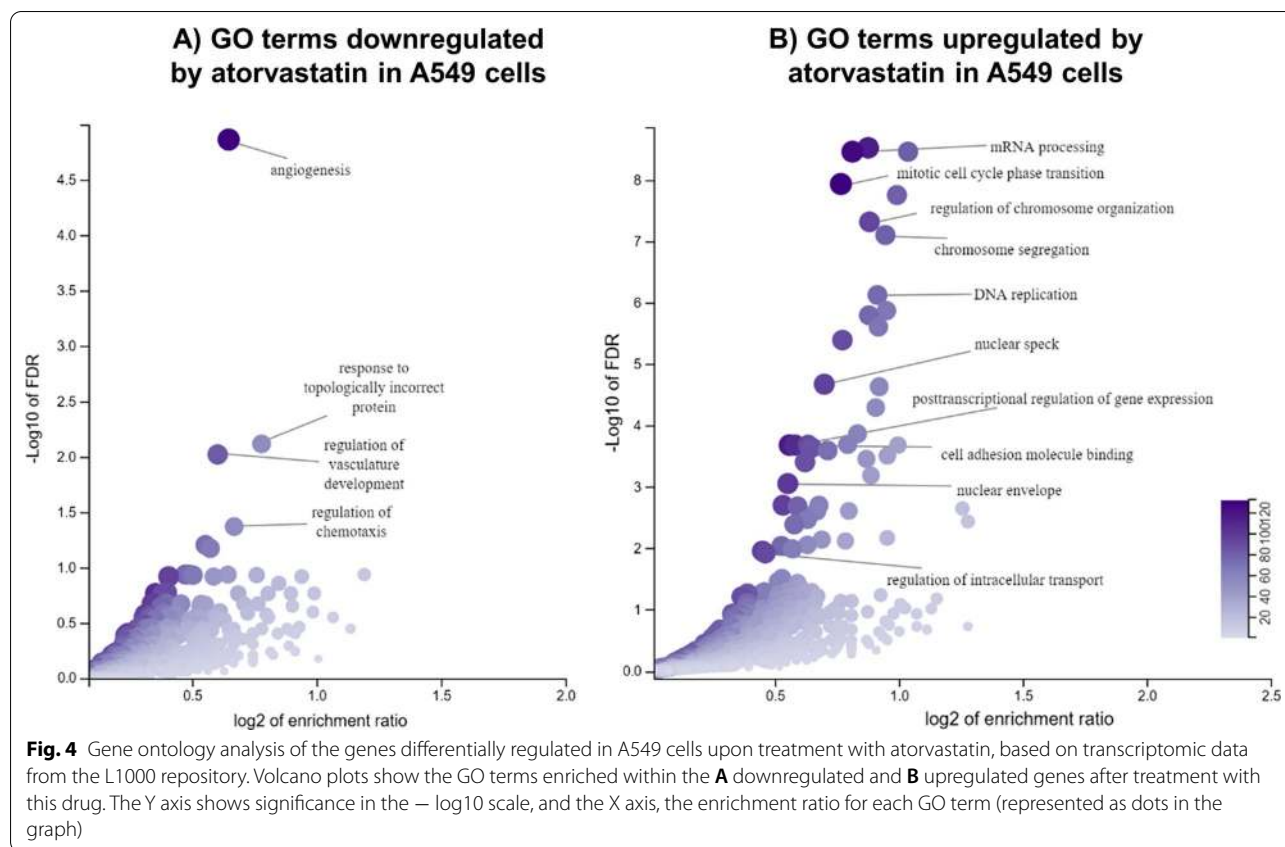 A) GO terms downregulated
by atorvastatin in A549 cells
4.5
4.0
3.5
3.0
2.5
2.0
1.5
1.0
0.5
0.0
-Log10 of FDR
angiogenesis
response to
topologically incorrect
protein
regulation of
vasculature
development
regulation of
chemotaxis
0.5
1.0
1.5
2.0
log2 of enrichment ratio
B) GO terms upregulated by
atorvastatin in A549 cells
8
7
6
5
4
3
2
1
0.0
-Log10 of FDR
mRNA processing
mitotic cell cycle phase transition
regulation of chromosome organization
chromosome segregation
DNA replication
nuclear speck
posttranscriptional regulation of gene expression
cell adhesion molecule binding
nuclear envelope
regulation of intracellular transport
20 40 60 80 100 120
0.5
1.0
1.5
2.0
2.5
log2 of enrichment ratio
Fig. 4 Gene ontology analysis of the genes differentially regulated in A549 cells upon treatment with atorvastatin, based on transcriptomic data
from the L1000 repository. Volcano plots show the GO terms enriched within the A downregulated and B upregulated genes after treatment with
this drug. The Y axis shows significance in the − log10 scale, and the X axis, the enrichment ratio for each GO term (represented as dots in the
graph)